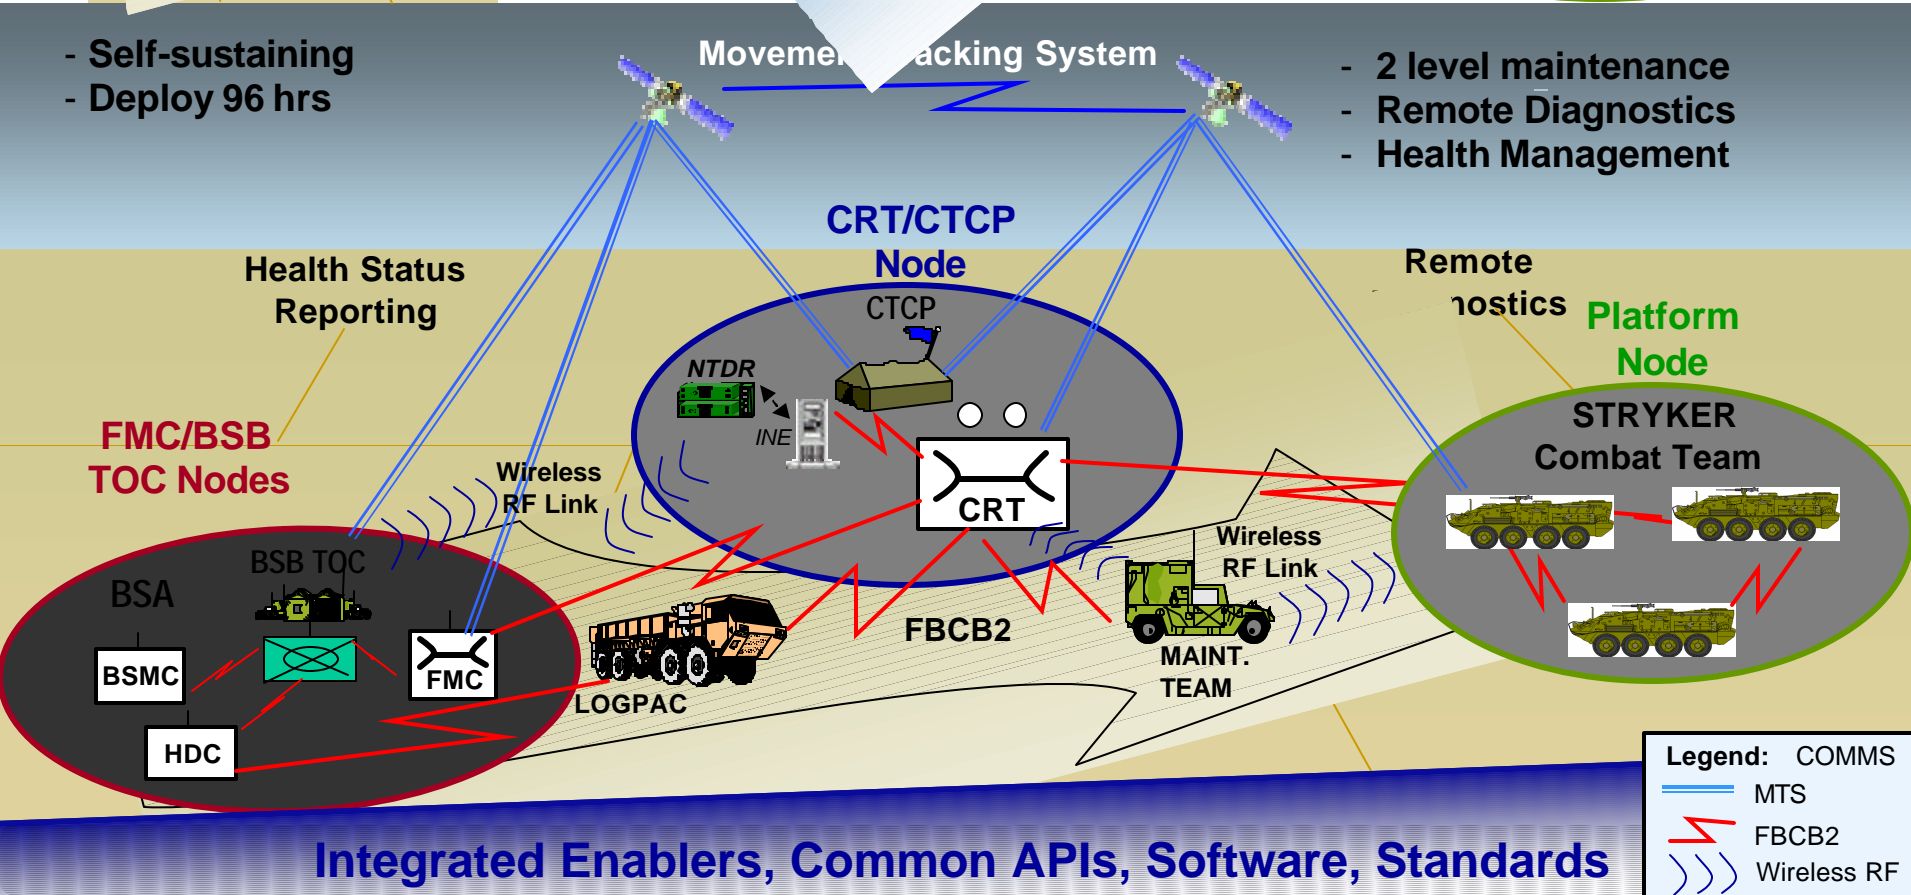 - Self-sustaining
- Deploy 96 hrs
Moveme acking System
- 2 level maintenance
- Remote Diagnostics
- Health Management
CRT/CTCP
Node
Health Status
Reporting
Remote
nostics
Platform
Node
CTCP
NTDR
INE
STRYKER
Combat Team
FMC/BSB
TOC Nodes
Wireless
RF Link
CRT
Wireless
RF Link
BSB TOC
BSA
FBCB2
BSMC
FMC
MAINT.
TEAM
LOGPAC
HDC
Legend: COMMS
MTS
FBCB2
Wireless RF
Integrated Enablers, Common APIs, Software, Standards